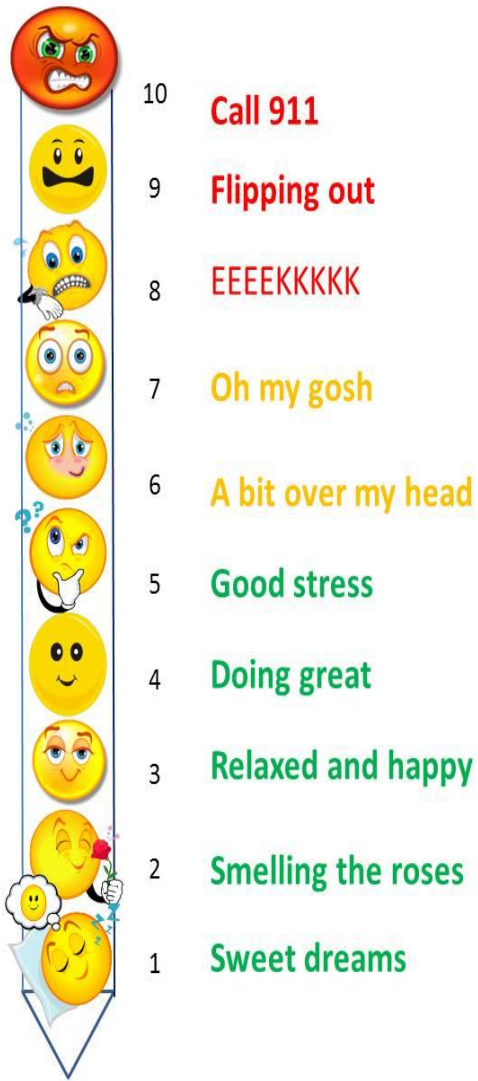 10 Call 911
9 Flipping out
8 EEEEKKKKK
7 Oh my gosh
6 A bit over my head
??
5 Good stress
4 Doing great
3 Relaxed and happy
2 Smelling the roses
1 Sweet dreams